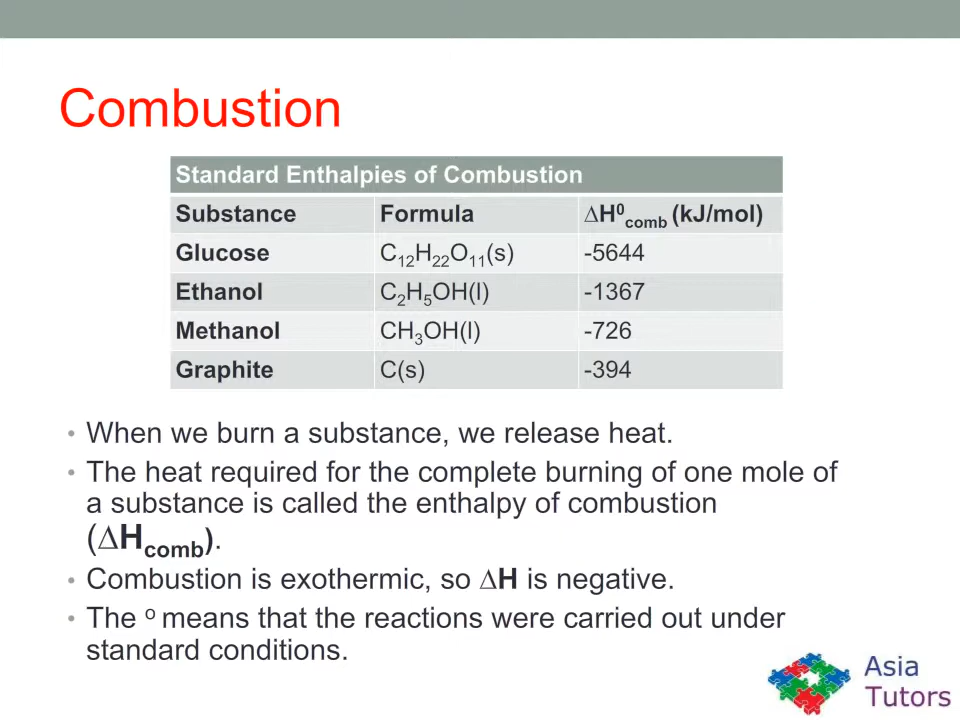 Combustion
Standard Enthalpies of Combustion
Substance Formula ∆H⁰comb (kJ/mol)
Glucose C₁₂H₂₂O₁₁(s) -5644
Ethanol C₂H₅OH(l) -1367
Methanol CH₃OH(l) -726
Graphite C(s) -394
• When we burn a substance, we release heat.
• The heat required for the complete burning of one mole of
a substance is called the enthalpy of combustion
(∆Hcomb).
• Combustion is exothermic, so ∆H is negative.
• The º means that the reactions were carried out under
standard conditions.
Asia
Tutors